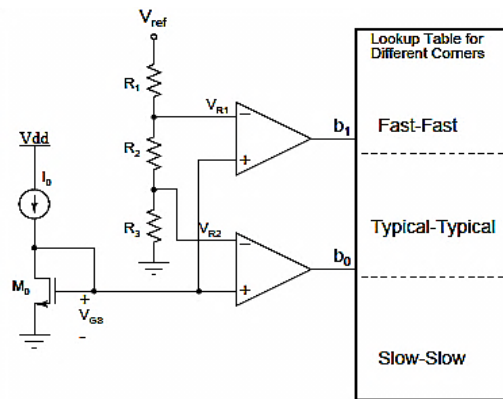 V_ref
Lookup Table for
Different Corners
R_1
V_R1
−
b_1
Fast-Fast
+
Vdd
R_2
I_0
Typical-Typical
R_3
V_R2
−
b_0
M_0
+
+
V_GS
-
Slow-Slow